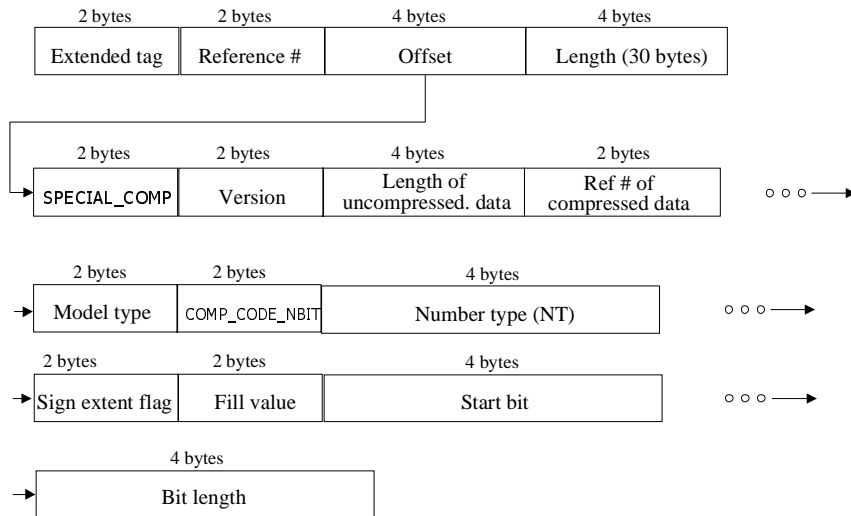 2 bytes 2 bytes 4 bytes 4 bytes
Extended tag Reference # Offset Length (30 bytes)
2 bytes 2 bytes 4 bytes 2 bytes
SPECIAL_COMP Version Length of uncompressed. data Ref # of compressed data
2 bytes 2 bytes 4 bytes
Model type COMP_CODE_NBIT Number type (NT)
2 bytes 2 bytes 4 bytes
Sign extent flag Fill value Start bit
4 bytes
Bit length